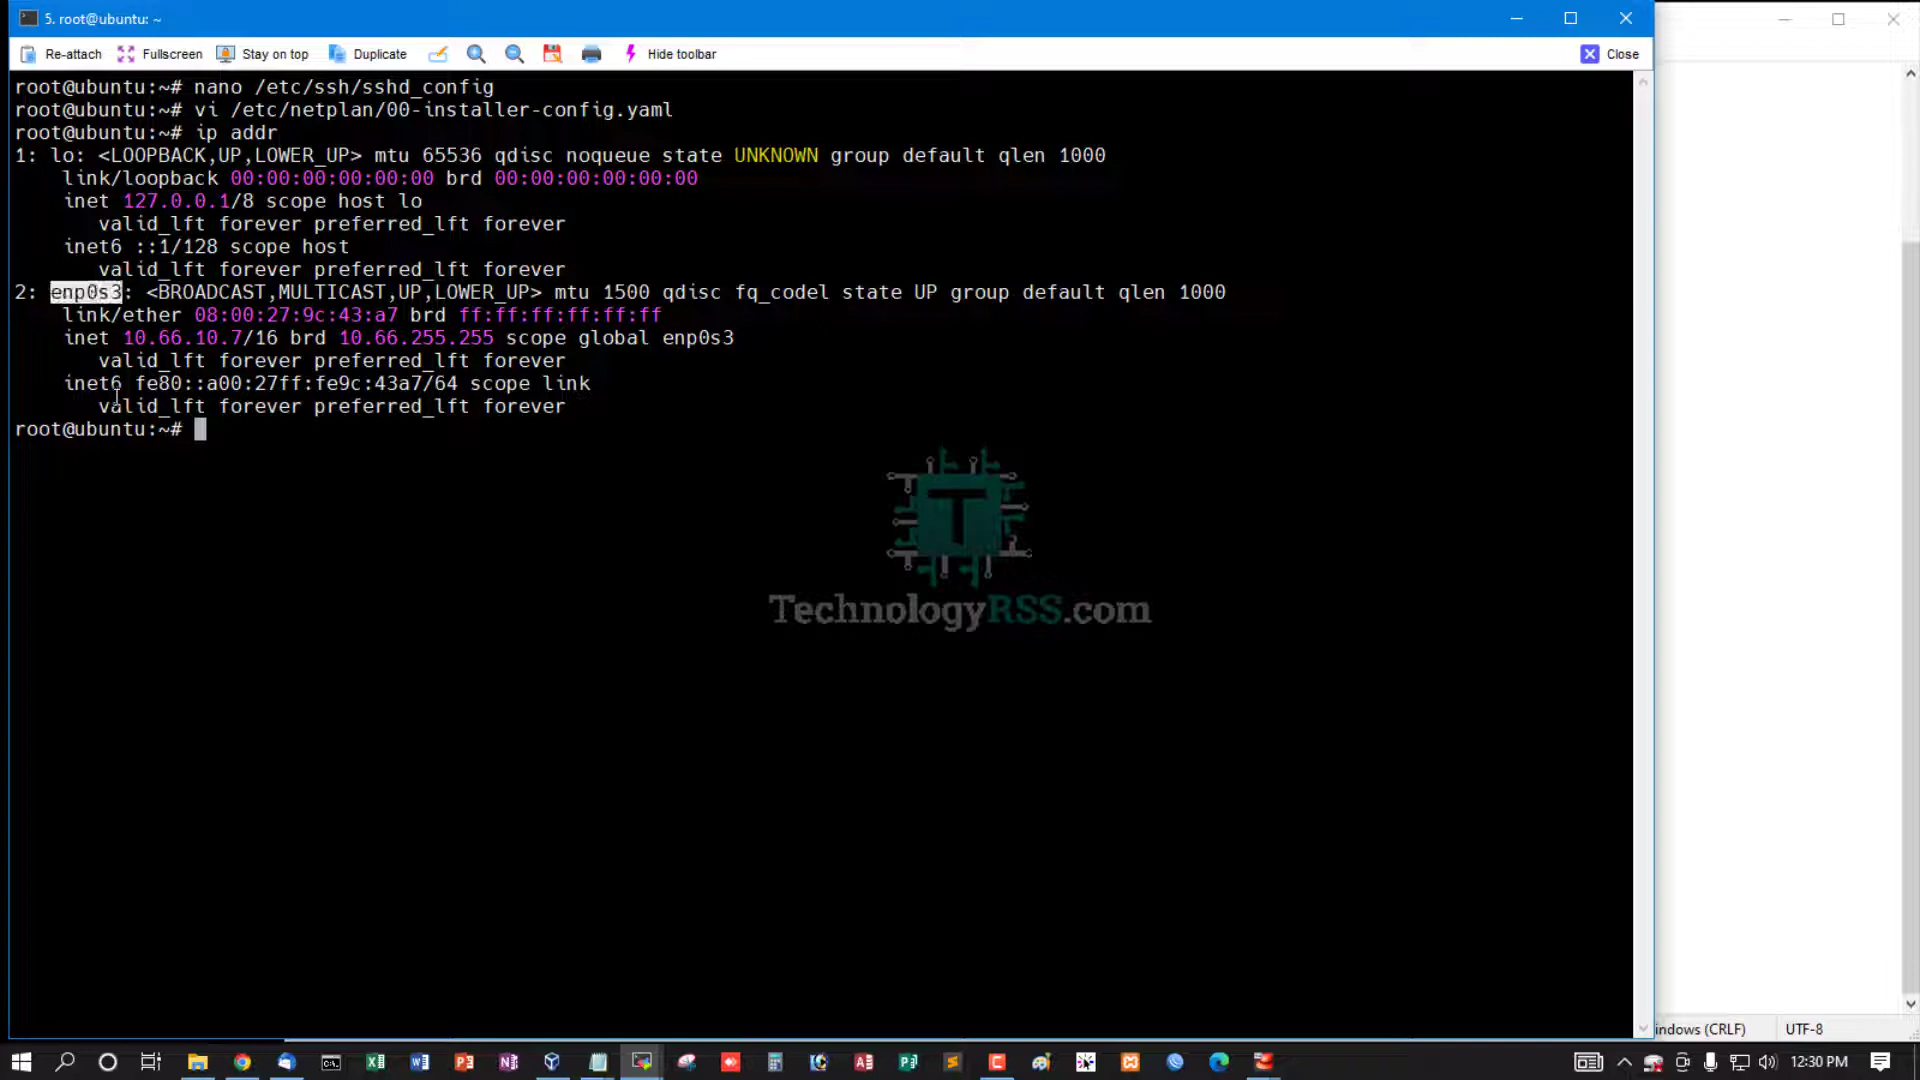 5. root@ubuntu: ~
Re-attach Fullscreen Stay on top Duplicate Hide toolbar Close
root@ubuntu:~# nano /etc/ssh/sshd_config
root@ubuntu:~# vi /etc/netplan/00-installer-config.yaml
root@ubuntu:~# ip addr
1: lo: <LOOPBACK,UP,LOWER_UP> mtu 65536 qdisc noqueue state UNKNOWN group default qlen 1000
link/loopback 00:00:00:00:00:00 brd 00:00:00:00:00:00
inet 127.0.0.1/8 scope host lo
valid_lft forever preferred_lft forever
inet6 ::1/128 scope host
valid_lft forever preferred_lft forever
2: enp0s3: <BROADCAST,MULTICAST,UP,LOWER_UP> mtu 1500 qdisc fq_codel state UP group default qlen 1000
link/ether 08:00:27:9c:43:a7 brd ff:ff:ff:ff:ff:ff
inet 10.66.10.7/16 brd 10.66.255.255 scope global enp0s3
valid_lft forever preferred_lft forever
inet6 fe80::a00:27ff:fe9c:43a7/64 scope link
valid_lft forever preferred_lft forever
root@ubuntu:~#
T
TechnologyRSS.com
indows (CRLF) UTF-8
12:30 PM